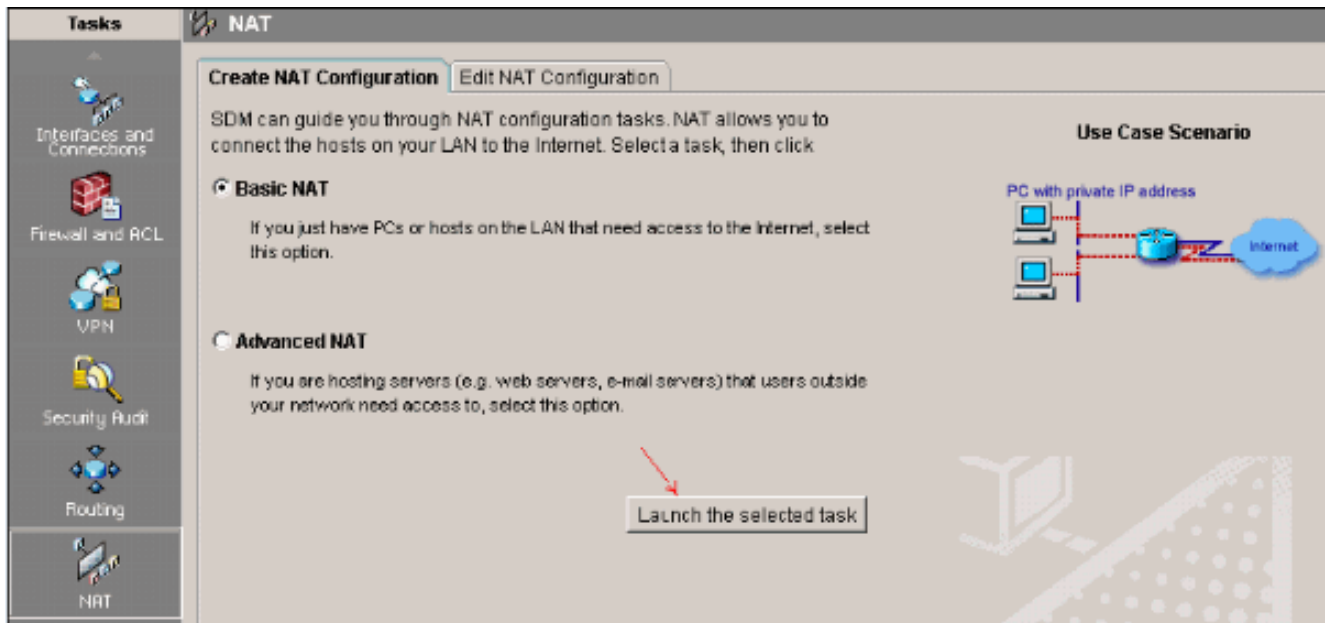 Tasks
NAT
Interfaces and
Connections
Firewall and ACL
VPN
Security Audit
Routing
NAT
Create NAT Configuration
Edit NAT Configuration
SDM can guide you through NAT configuration tasks. NAT allows you to
connect the hosts on your LAN to the Internet. Select a task, then click
Basic NAT
If you just have PCs or hosts on the LAN that need access to the Internet, select
this option.
Advanced NAT
If you are hosting servers (e.g. web servers, e-mail servers) that users outside
your network need access to, select this option.
Launch the selected task
Use Case Scenario
PC with private IP address
Internet